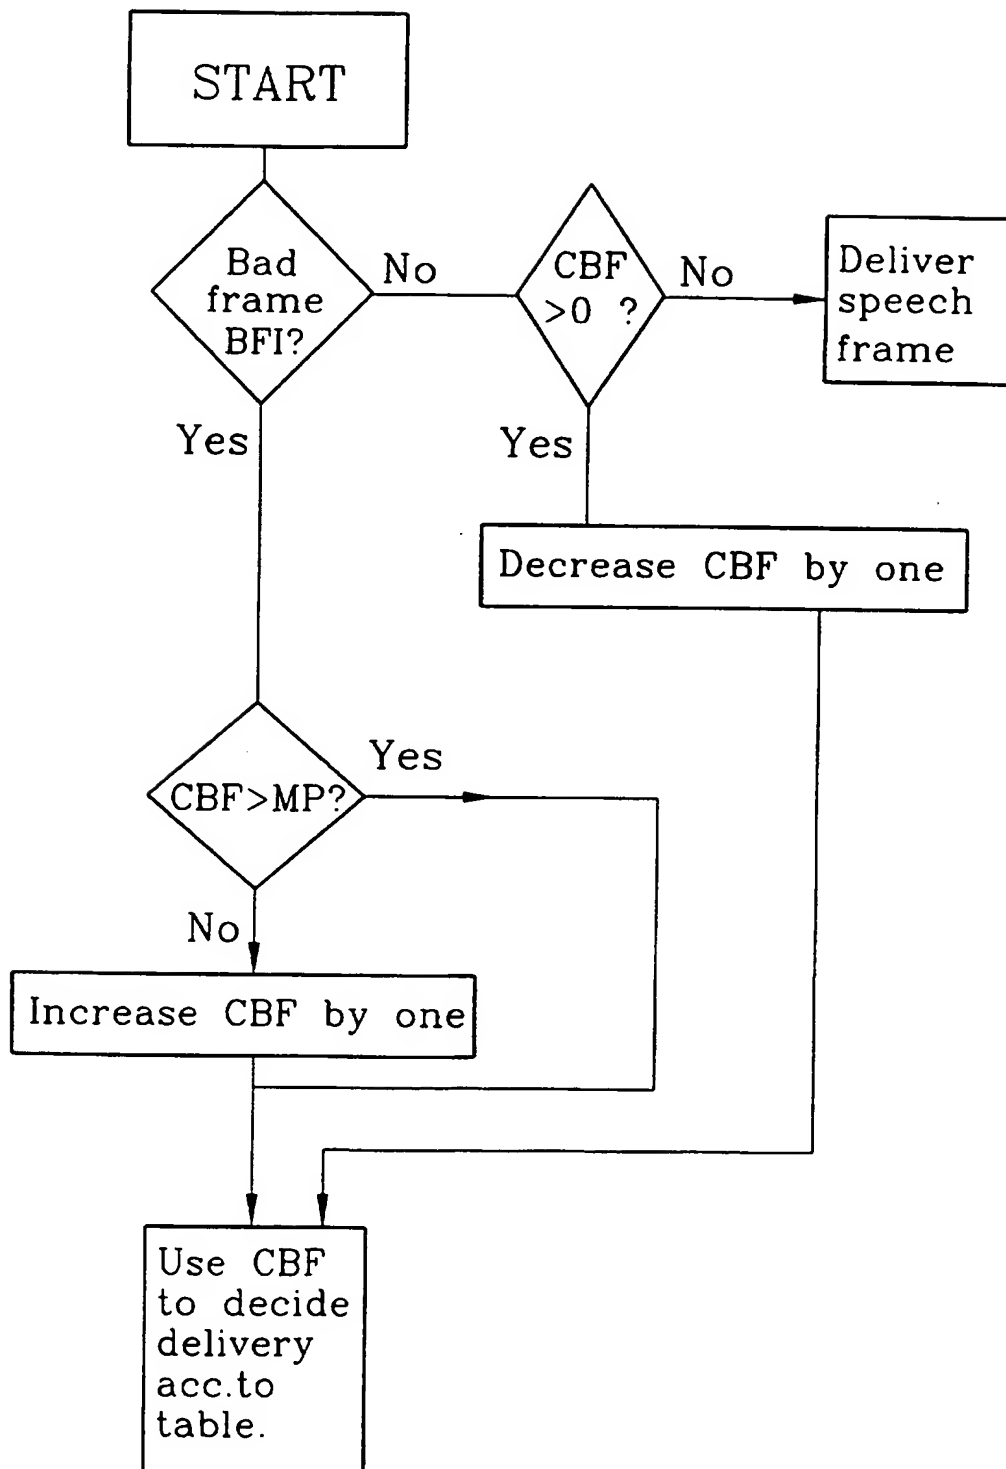 START
Bad
frame
BFI?
No
CBF
>0 ?
No
Deliver
speech
frame
Yes
Yes
Decrease CBF by one
CBF>MP?
Yes
No
Increase CBF by one
Use CBF
to decide
delivery
acc.to
table.